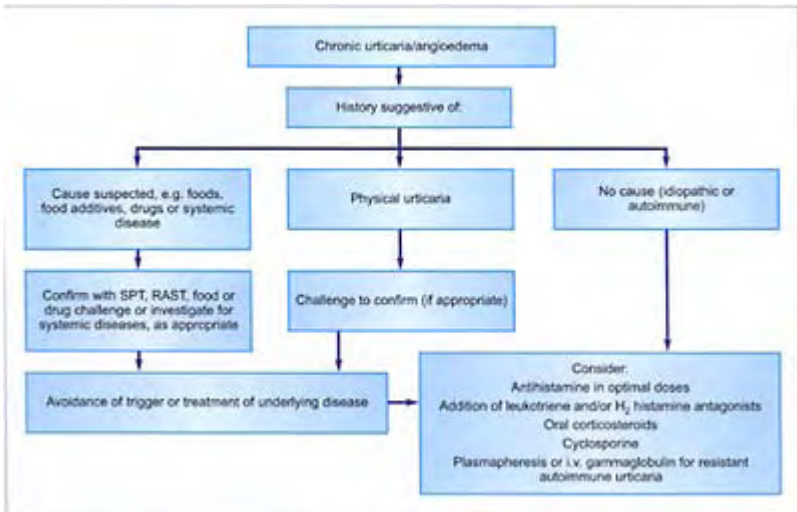 Chronic urticaria/angioedema
History suggestive of:
Cause suspected, e.g. foods,
food additives, drugs or systemic
disease
Physical urticaria
No cause (idiopathic or
autoimmune)
Confirm with SPT, RAST, food or
drug challenge or investigate for
systemic diseases, as appropriate
Challenge to confirm (if appropriate)
Avoidance of trigger or treatment of underlying disease
Consider:
Antihistamine in optimal doses
Addition of leukotriene and/or H₂ histamine antagonists
Oral corticosteroids
Cyclosporine
Plasmapheresis or i.v. gammaglobulin for resistant
autoimmune urticaria